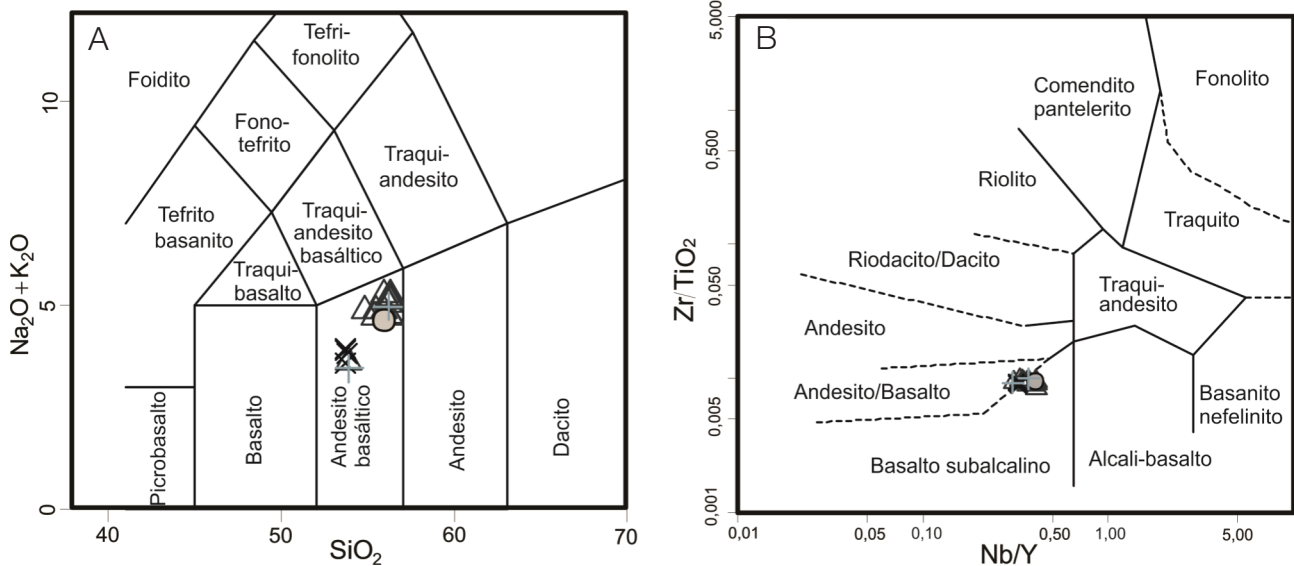 A
Foidito
Tefri-
fonolito
Fono-
tefrito
Traqui-
andesito
Tefrito
basanito
Traqui-
andesito
basáltico
Traqui-
basalto
Picrobasalto
Basalto
Andesito
basáltico
Andesito
Dacito
Na₂O+K₂O
10
5
0
40
50
60
70
SiO₂
B
Comendito
pantelerito
Fonolito
Riolito
Traquito
Riodacito/Dacito
Traqui-
andesito
Andesito
Andesito/Basalto
Basanito
nefelinito
Basalto subalcalino
Alcali-basalto
Zr/TiO₂
5,000
0,500
0,050
0,005
0,001
0,01
0,05
0,10
0,50
1,00
5,00
Nb/Y